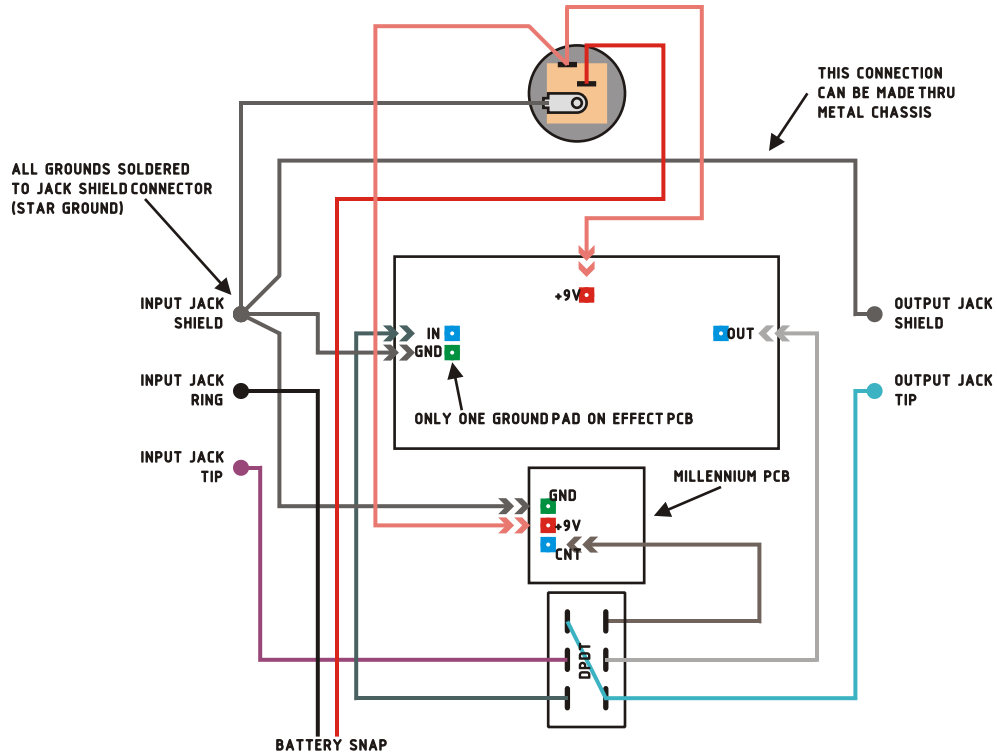 THIS CONNECTION
CAN BE MADE THRU
METAL CHASSIS
ALL GROUNDS SOLDERED
TO JACK SHIELD CONNECTOR
(STAR GROUND)
+9V
INPUT JACK
SHIELD
OUTPUT JACK
SHIELD
IN
OUT
GND
INPUT JACK
RING
OUTPUT JACK
TIP
ONLY ONE GROUND PAD ON EFFECT PCB
INPUT JACK
TIP
MILLENNIUM PCB
GND
+9V
CNT
DPDT
BATTERY SNAP